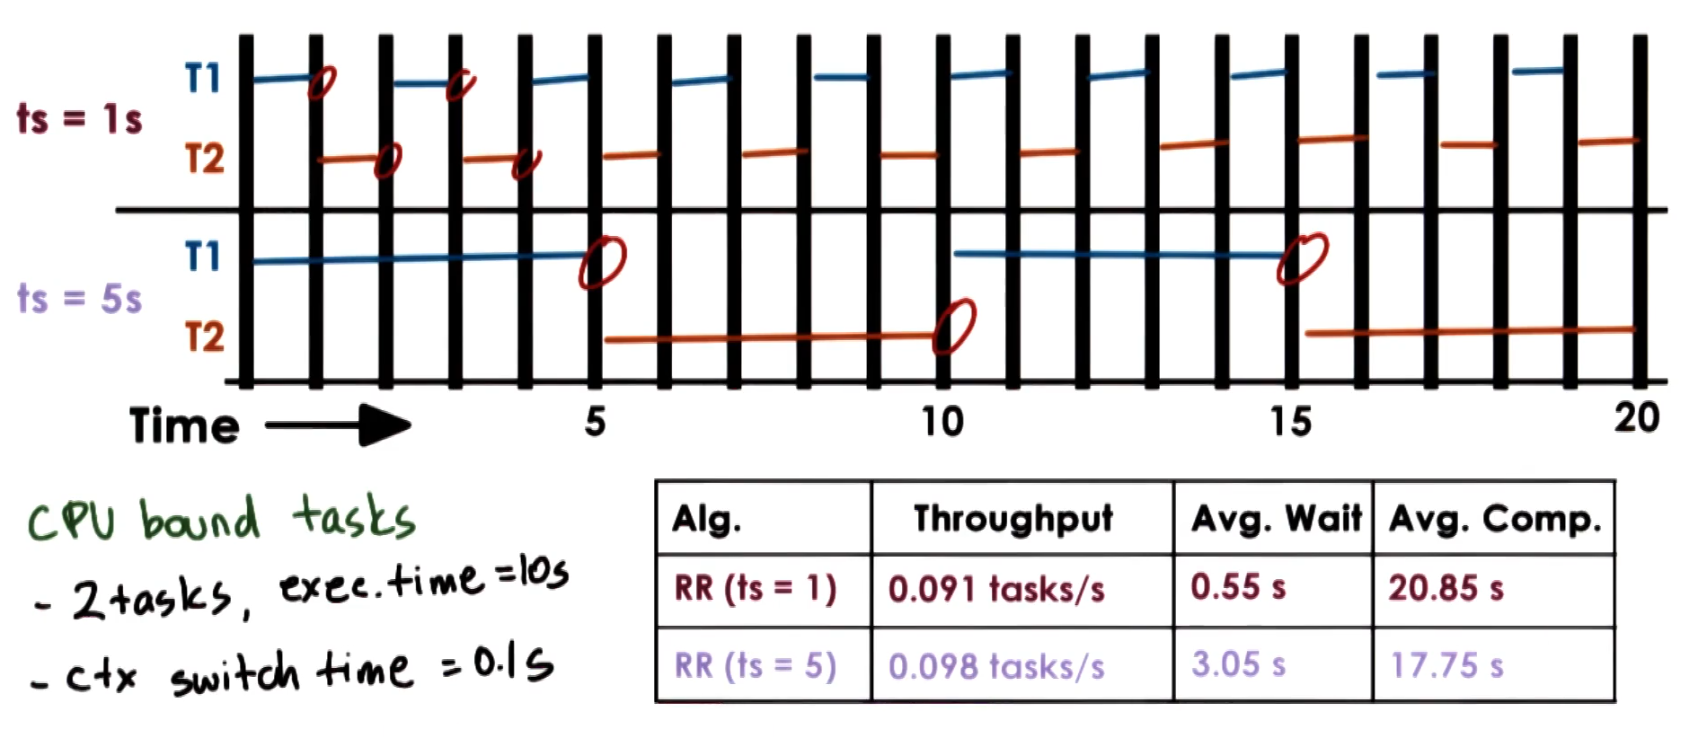 T1
ts = 1s
T2
T1
ts = 5s
T2
Time 5 10 15 20
CPU bound tasks
- 2 tasks, exec. time = 10s
- ctx switch time = 0.1s
Alg. Throughput Avg. Wait Avg. Comp.
RR (ts = 1) 0.091 tasks/s 0.55 s 20.85 s
RR (ts = 5) 0.098 tasks/s 3.05 s 17.75 s